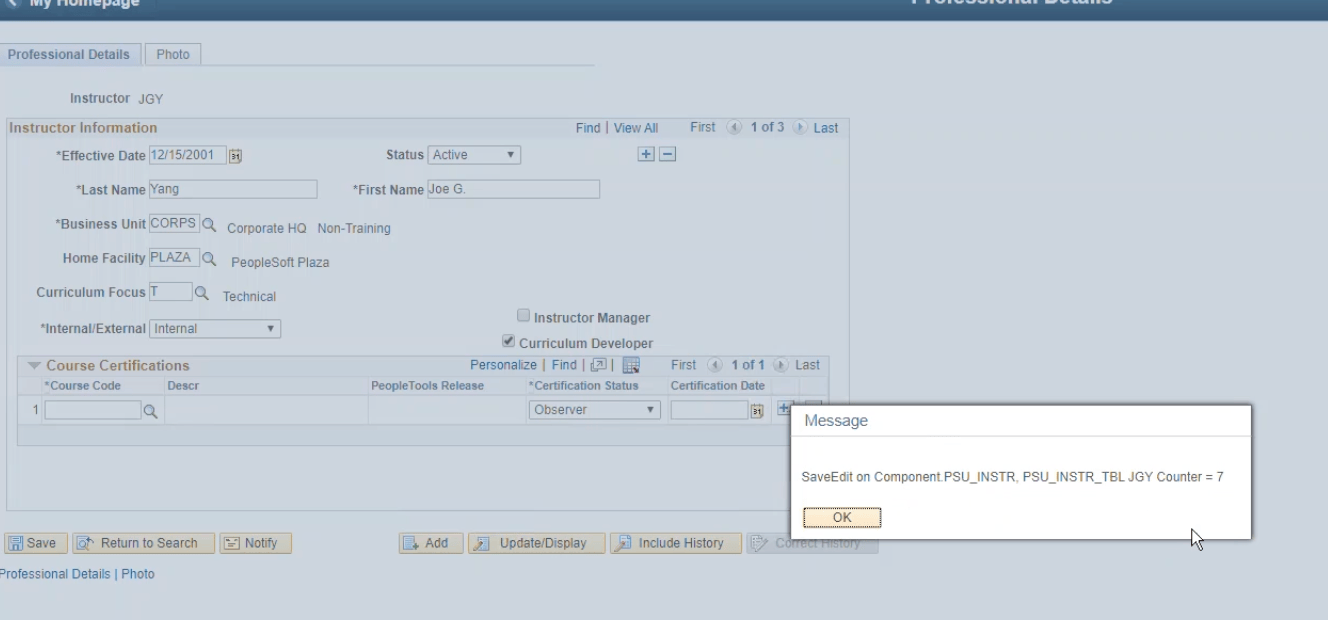 My Homepage
Professional Details
Professional Details Photo
Instructor JGY
Instructor Information Find | View All First 1 of 3 Last
*Effective Date 12/15/2001 Status Active
*Last Name Yang *First Name Joe G.
*Business Unit CORPS Corporate HQ Non-Training
Home Facility PLAZA PeopleSoft Plaza
Curriculum Focus T Technical
*Internal/External Internal Instructor Manager
Curriculum Developer
Course Certifications Personalize | Find | First 1 of 1 Last
*Course Code Descr PeopleTools Release *Certification Status Certification Date
1 Observer
Message
SaveEdit on Component.PSU_INSTR, PSU_INSTR_TBL JGY Counter = 7
OK
Save Return to Search Notify Add Update/Display Include History Correct History
Professional Details | Photo